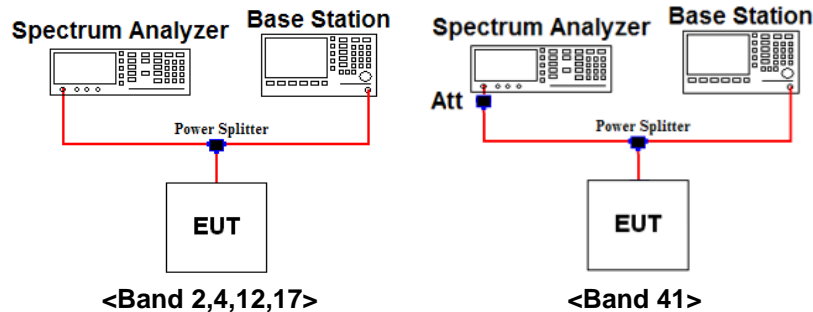 Spectrum Analyzer
Base Station
Power Splitter
EUT
<Band 2,4,12,17>
Spectrum Analyzer
Base Station
Att
Power Splitter
EUT
<Band 41>